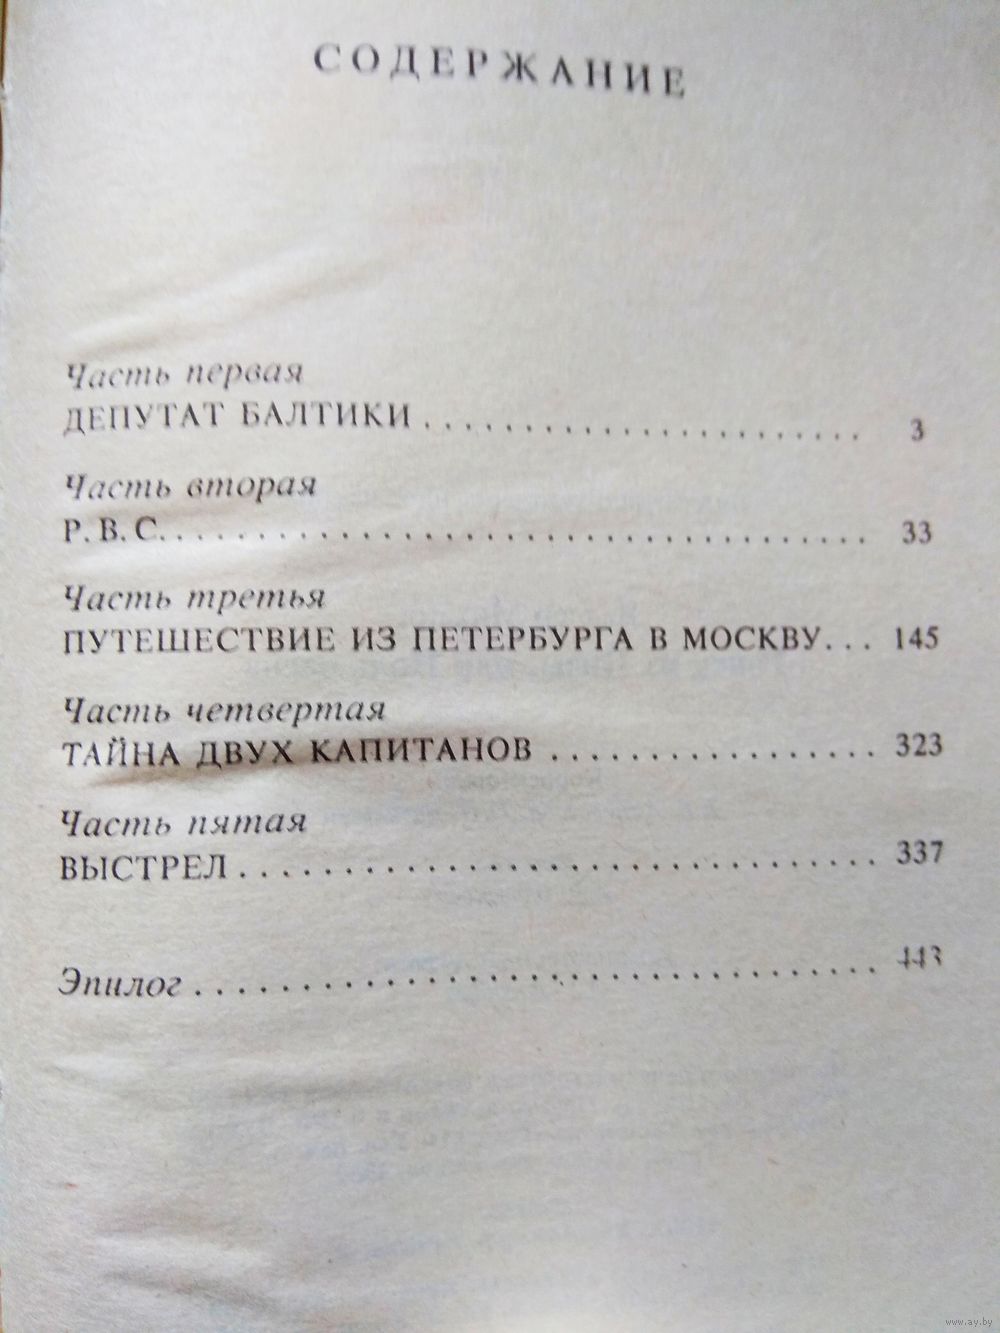 СОДЕРЖАНИЕ
Часть первая
ДЕПУТАТ БАЛТИКИ . . . . . . . . . . . . . . . . . . . . . . 3
Часть вторая
Р. В. С. . . . . . . . . . . . . . . . . . . . . . . . . . . . . . . . 33
Часть третья
ПУТЕШЕСТВИЕ ИЗ ПЕТЕРБУРГА В МОСКВУ. . . 145
Часть четвертая
ТАЙНА ДВУХ КАПИТАНОВ . . . . . . . . . . . . . . . . 323
Часть пятая
ВЫСТРЕЛ . . . . . . . . . . . . . . . . . . . . . . . . . . . . . 337
Эпилог . . . . . . . . . . . . . . . . . . . . . . . . . . . . . . . 443
www.ay.by